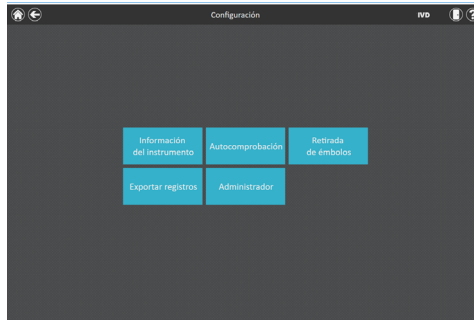 Configuración
IVD
?
Información
del instrumento
Autocomprobación
Retirada
de émbolos
Exportar registros
Administrador